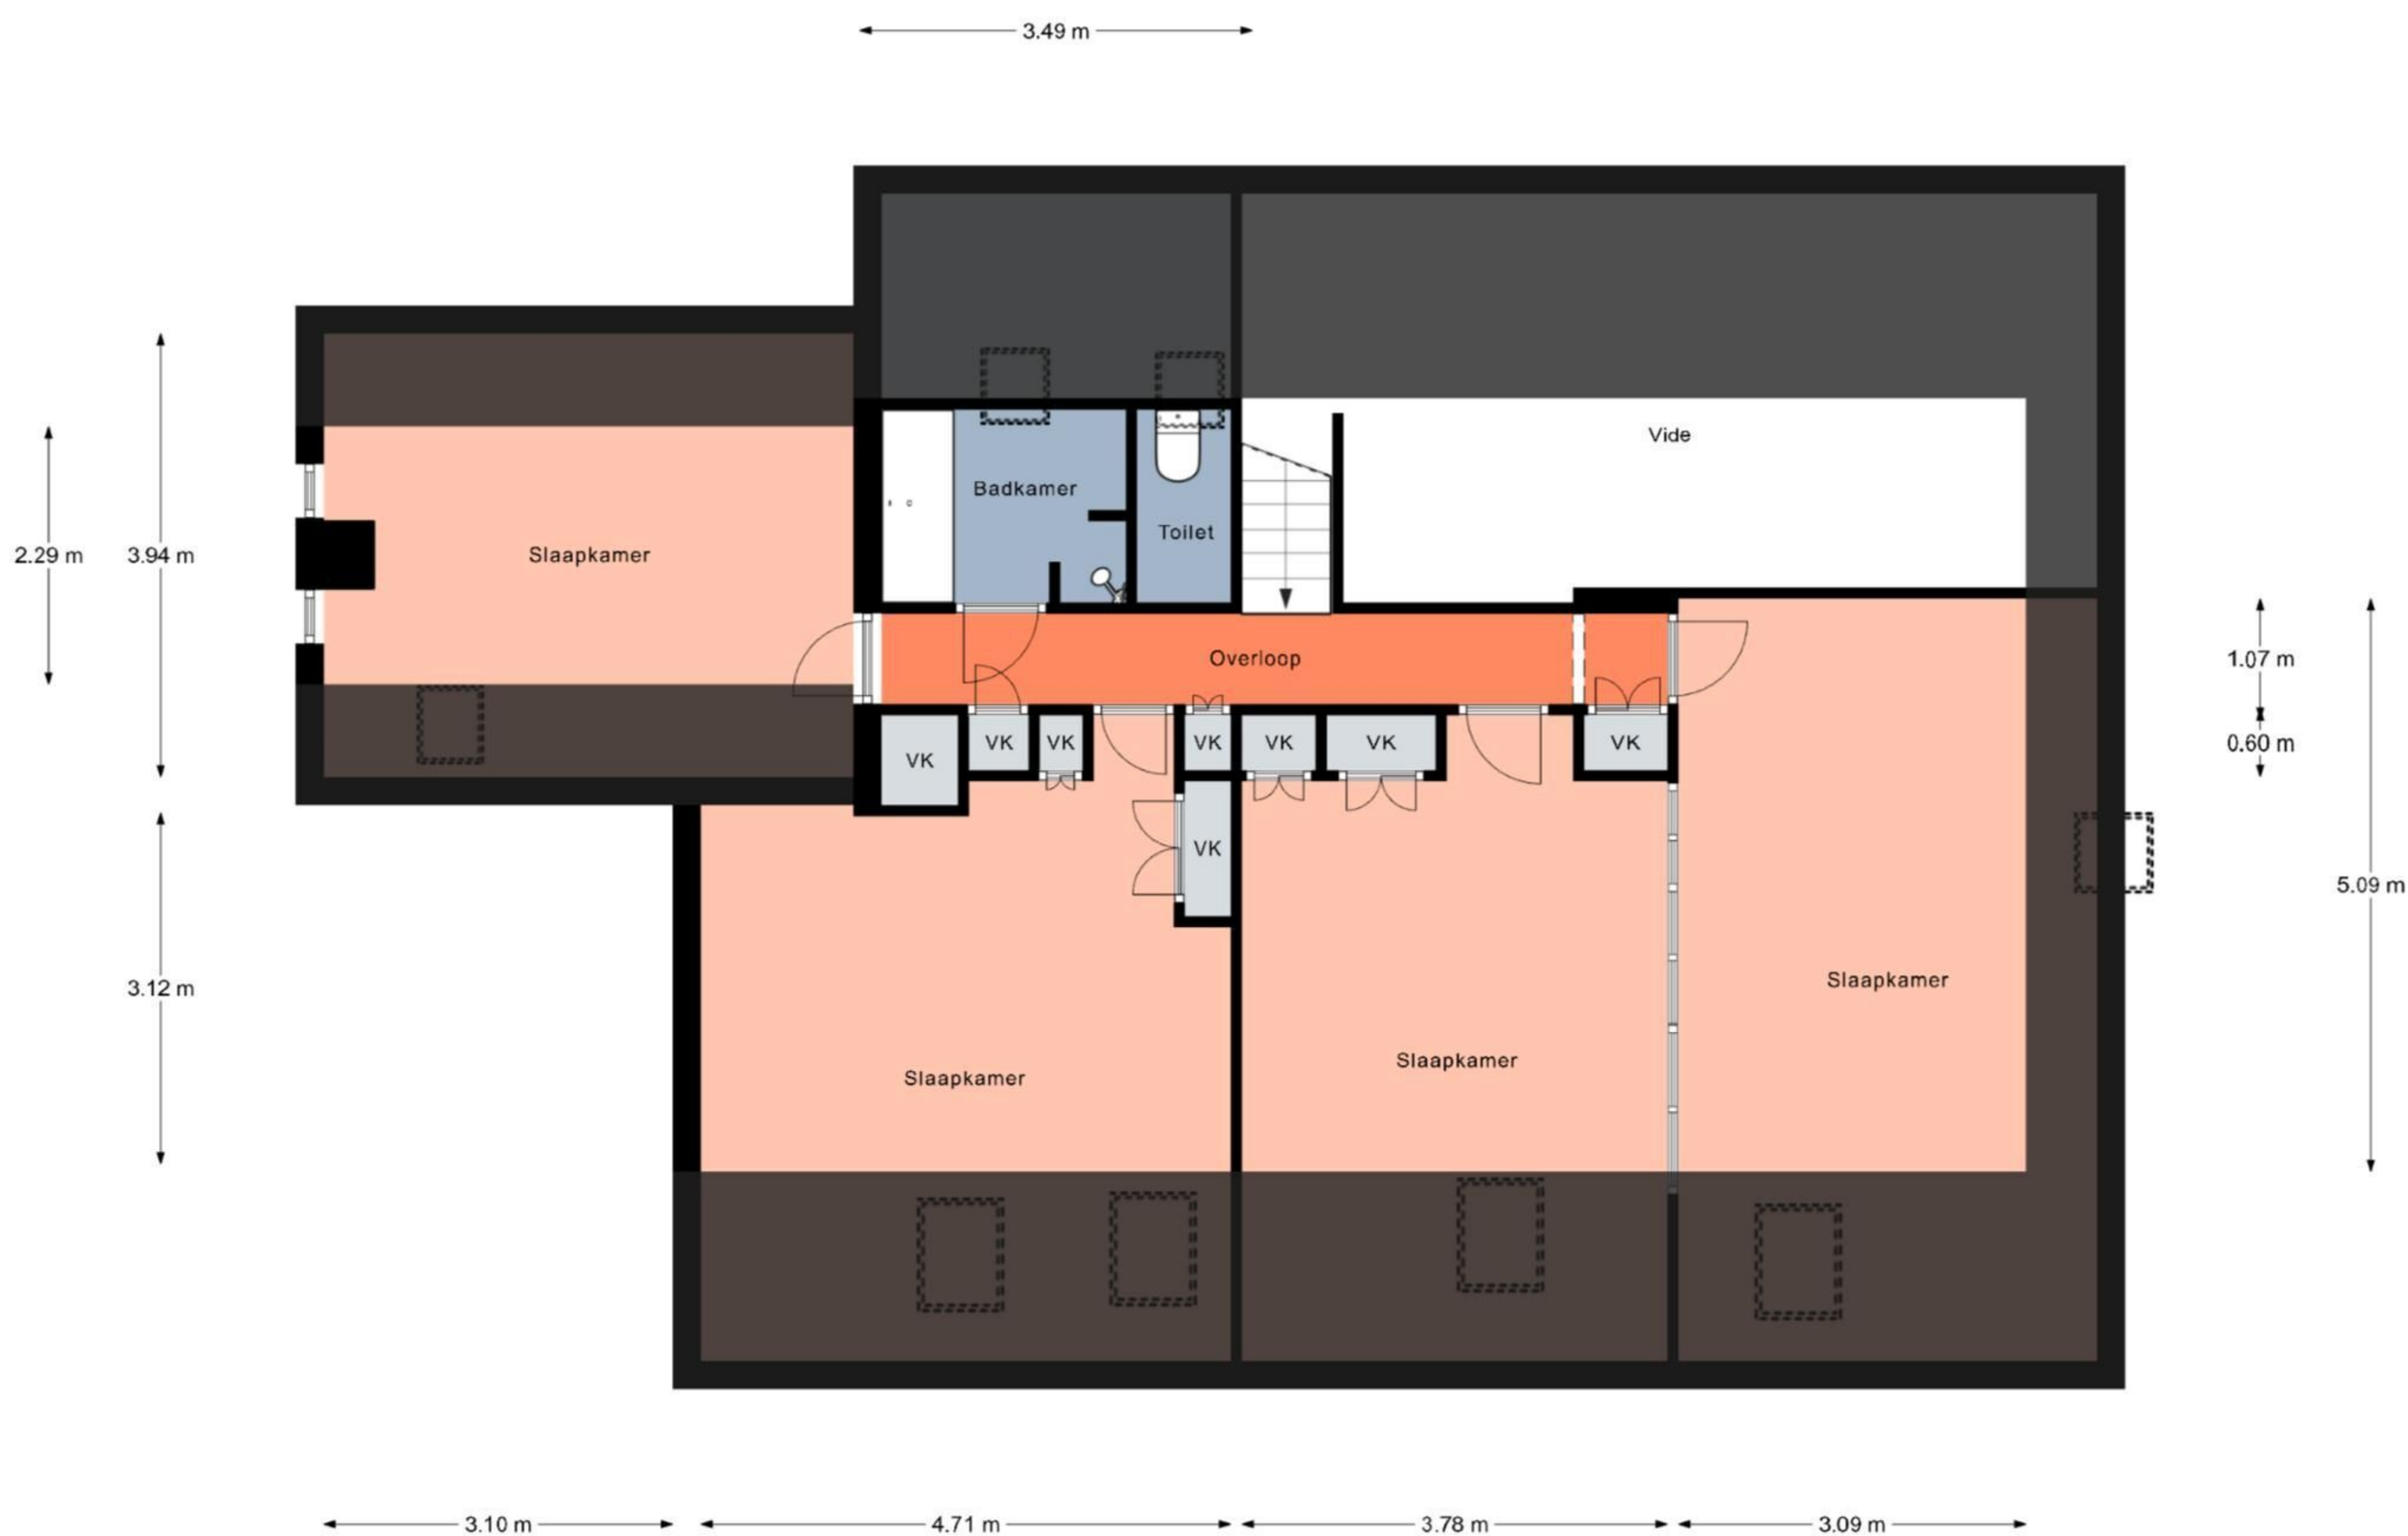 3.49 m
Vide
Badkamer
Toilet
2.29 m
3.94 m
Slaapkamer
Overloop
1.07 m
0.60 m
VK
VK
VK
VK
VK
VK
VK
VK
5.09 m
3.12 m
Slaapkamer
Slaapkamer
Slaapkamer
3.10 m
4.71 m
3.78 m
3.09 m